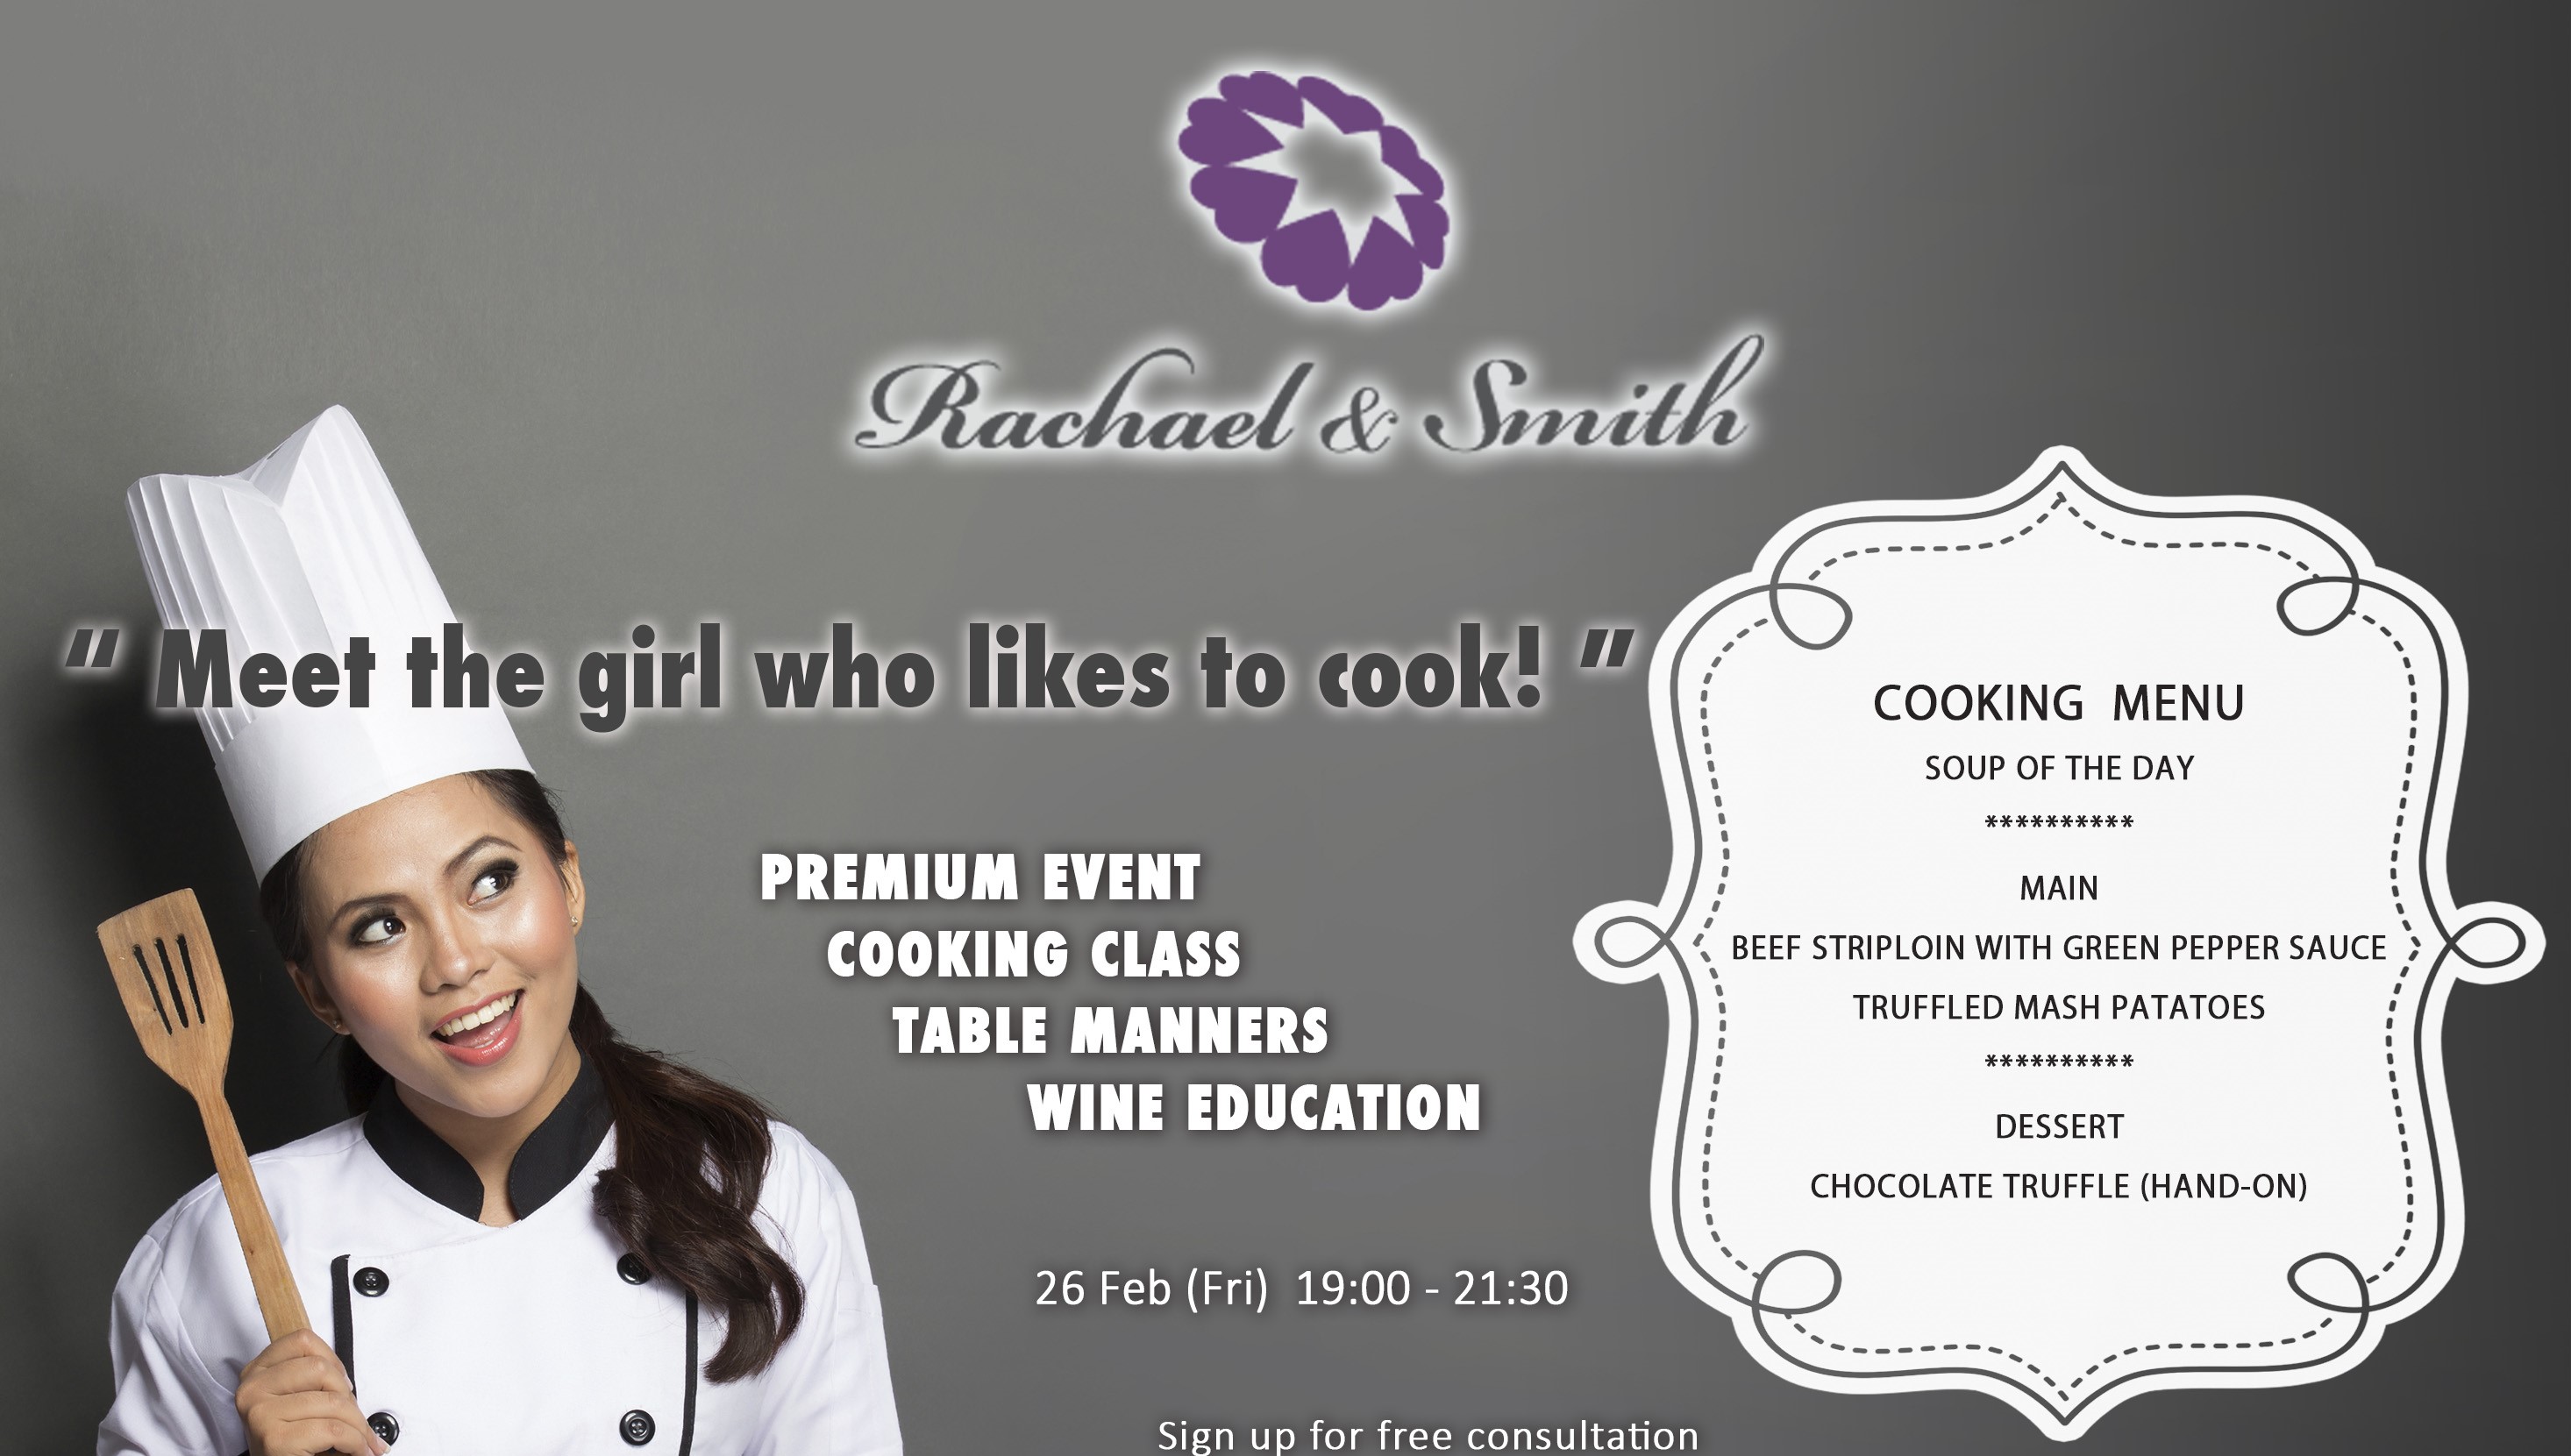 Rachael & Smith
“ Meet the girl who likes to cook! ”
PREMIUM EVENT
COOKING CLASS
TABLE MANNERS
WINE EDUCATION
26 Feb (Fri) 19:00 - 21:30
Sign up for free consultation
COOKING MENU
SOUP OF THE DAY
**********
MAIN
BEEF STRIPLOIN WITH GREEN PEPPER SAUCE
TRUFFLED MASH PATATOES
**********
DESSERT
CHOCOLATE TRUFFLE (HAND-ON)